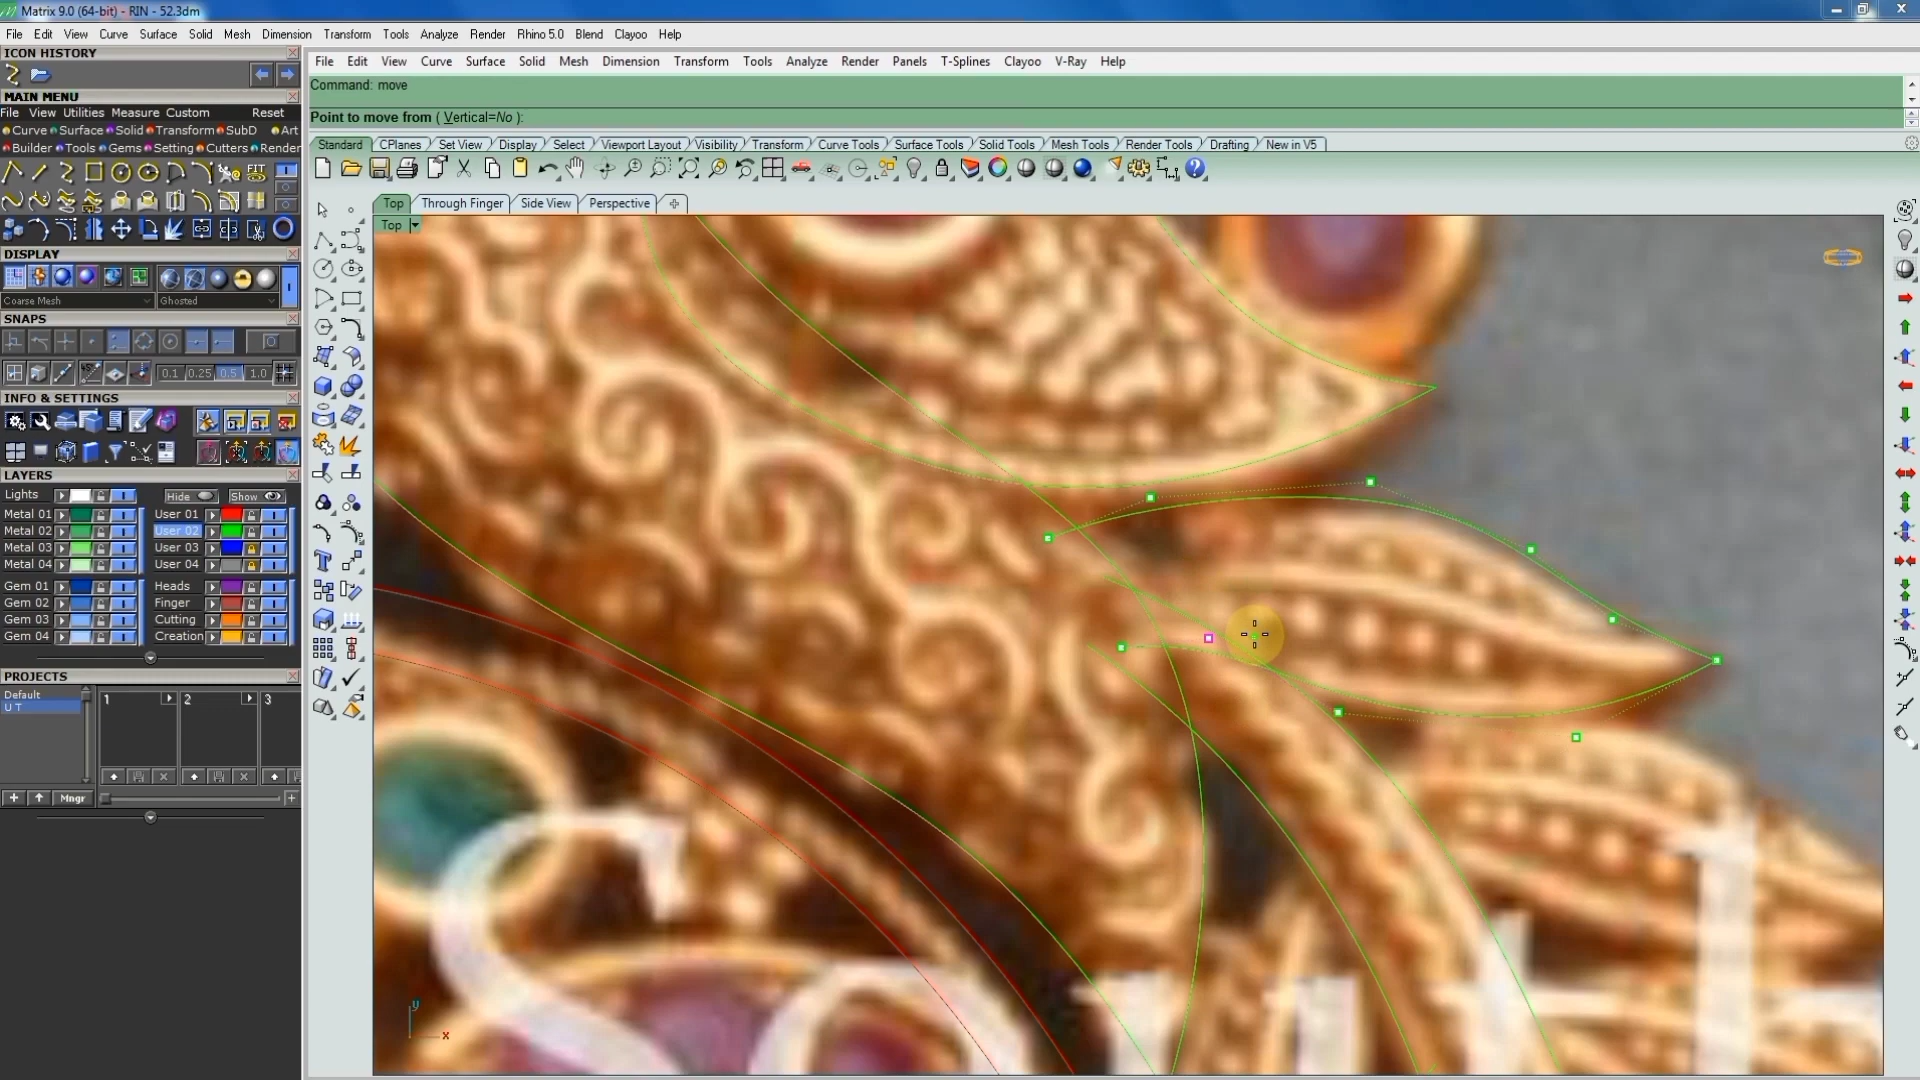 Matrix 9.0 (64-bit) - RIN - 52.3dm
File Edit View Curve Surface Solid Mesh Dimension Transform Tools Analyze Render Rhino 5.0 Blend Clayoo Help
ICON HISTORY
File Edit View Curve Surface Solid Mesh Dimension Transform Tools Analyze Render Panels T-Splines Clayoo V-Ray Help
Command: move
MAIN MENU
File View Utilities Measure Custom Reset
Point to move from ( Vertical=No ):
Curve Surface Solid Transform SubD Art
Builder Tools Gems Setting Cutters Render
Standard CPlanes Set View Display Select Viewport Layout Visibility Transform Curve Tools Surface Tools Solid Tools Mesh Tools Render Tools Drafting New in V5
FIT
Top Through Finger Side View Perspective
Top
DISPLAY
Coarse Mesh Ghosted
SNAPS
0.1 0.25 0.5 1.0
INFO & SETTINGS
LAYERS
Lights Hide Show
Metal 01 User 01
Metal 02 User 02
Metal 03 User 03
Metal 04 User 04
Gem 01 Heads
Gem 02 Finger
Gem 03 Cutting
Gem 04 Creation
PROJECTS
Default
U T
1 2 3
Mngr
y
x